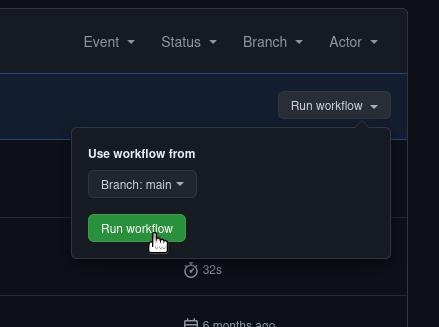 Event Status Branch Actor
Run workflow
Use workflow from
Branch: main
Run workflow
32s
6 months ago